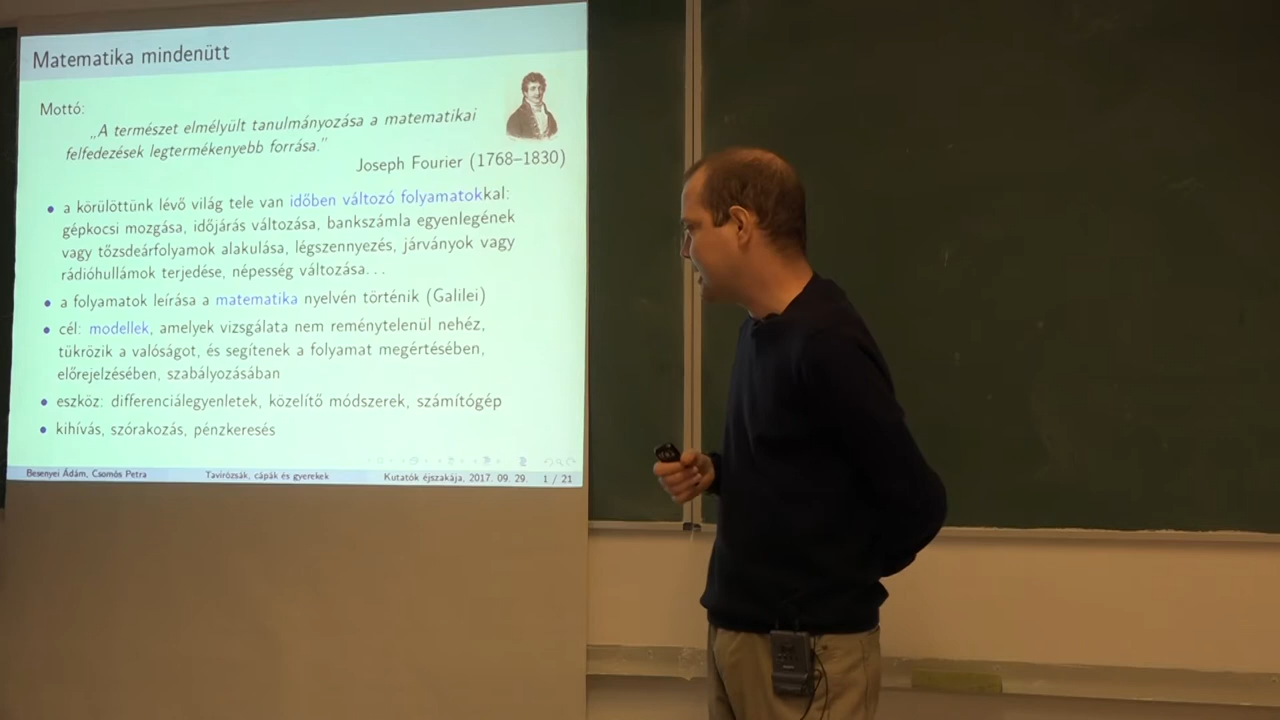 Matematika mindenütt
Mottó:
„A természet elmélyült tanulmányozása a matematikai
felfedezések legtermékenyebb forrása.”
Joseph Fourier (1768–1830)
• a körülöttünk lévő világ tele van időben változó folyamatokkal:
gépkocsi mozgása, időjárás változása, bankszámla egyenlegének
vagy tőzsdeárfolyamok alakulása, légszennyezés, járványok vagy
rádióhullámok terjedése, népesség változása...
• a folyamatok leírása a matematika nyelvén történik (Galilei)
• cél: modellek, amelyek vizsgálata nem reménytelenül nehéz,
tükrözik a valóságot, és segítenek a folyamat megértésében,
előrejelzésében, szabályozásában
• eszköz: differenciálegyenletek, közelítő módszerek, számítógép
• kihívás, szórakozás, pénzkeresés
Besenyei Ádám, Csomós Petra Tavirózsák, cápák és gyerekek Kutatók éjszakája, 2017. 09. 29. 1 / 21